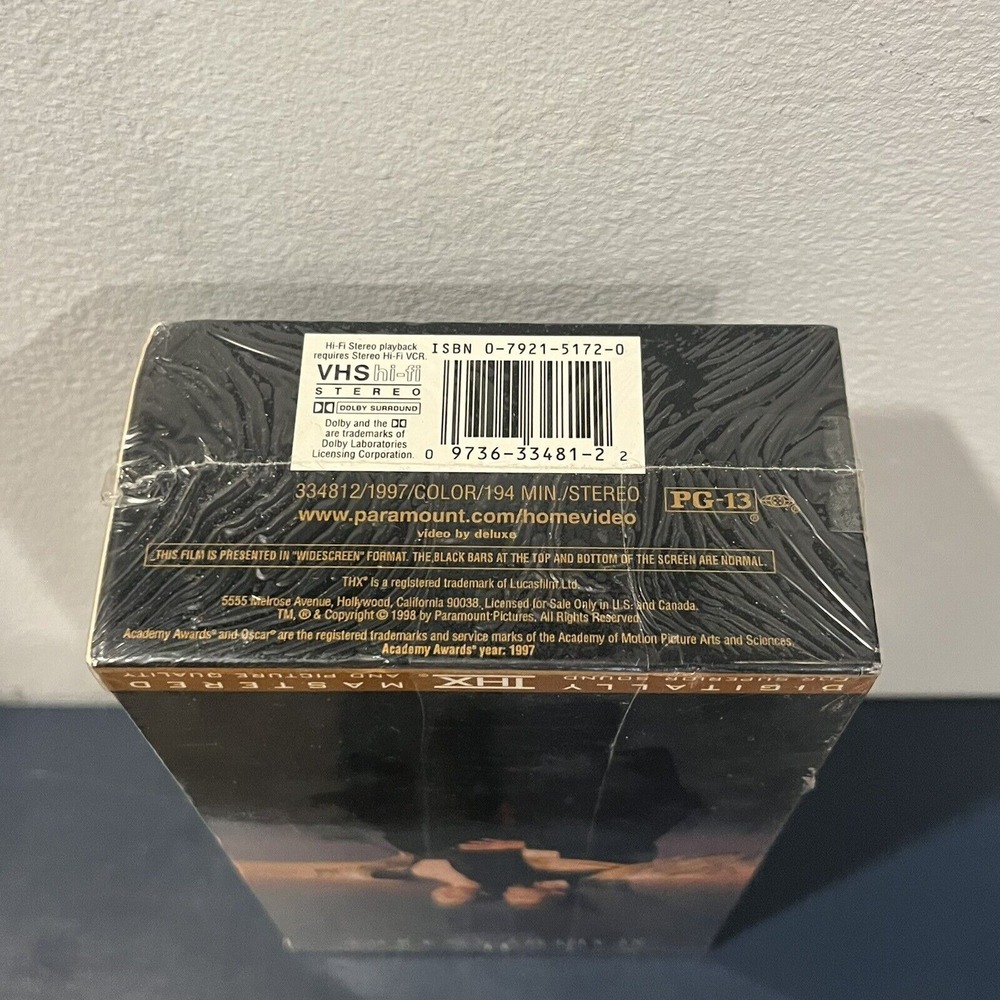 Hi-Fi Stereo playback
requires Stereo Hi-Fi VCR.
VHS hi-fi
STEREO
DOLBY SURROUND
Dolby and the
are trademarks of
Dolby Laboratories
Licensing Corporation.
ISBN 0-7921-5172-0
0 9736-33481-2 2
334812/1997/COLOR/194 MIN./STEREO
www.paramount.com/homevideo
video by deluxe
PG-13 ®
THIS FILM IS PRESENTED IN "WIDESCREEN" FORMAT. THE BLACK BARS AT THE TOP AND BOTTOM OF THE SCREEN ARE NORMAL.
THX® is a registered trademark of Lucasfilm Ltd.
5555 Melrose Avenue, Hollywood, California 90038. Licensed for Sale Only in U.S. and Canada.
TM, ® & Copyright © 1998 by Paramount Pictures. All Rights Reserved.
Academy Awards® and Oscar® are the registered trademarks and service marks of the Academy of Motion Picture Arts and Sciences.
Academy Awards® year: 1997
DIGITALLY THX® MASTERED
SUPERIOR SOUND AND PICTURE QUALITY